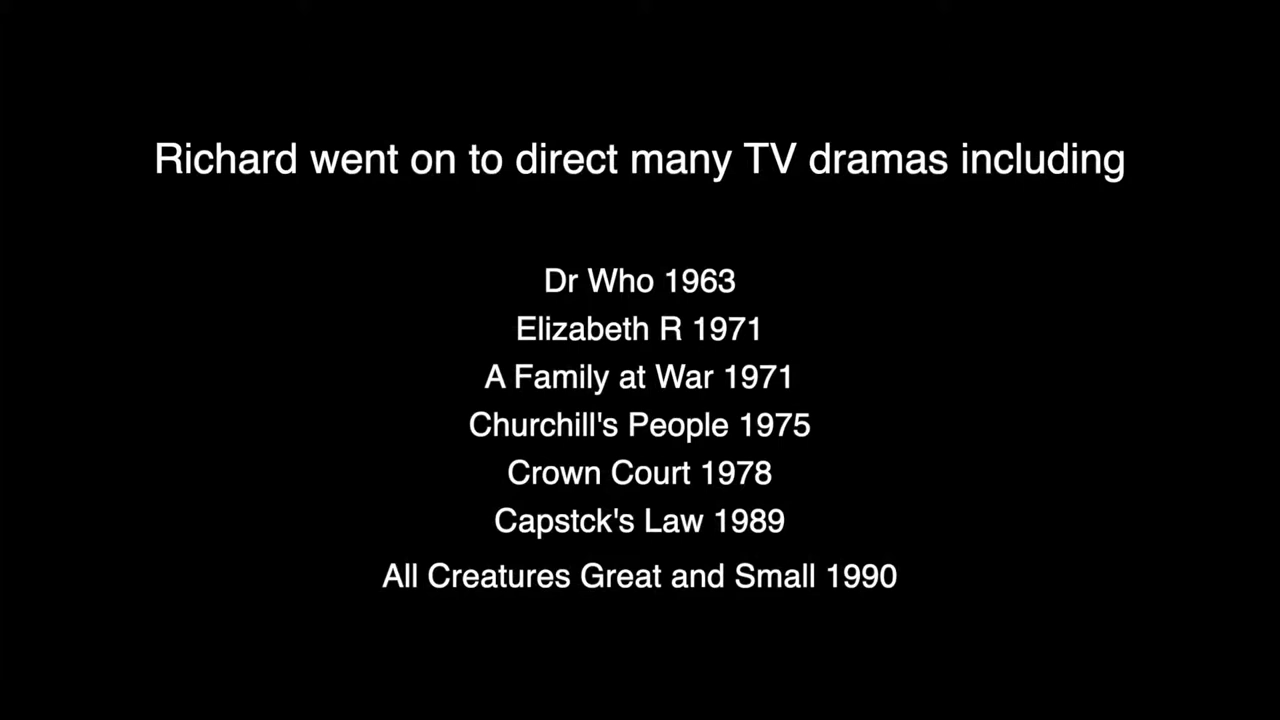 Richard went on to direct many TV dramas including
Dr Who 1963
Elizabeth R 1971
A Family at War 1971
Churchill's People 1975
Crown Court 1978
Capstck's Law 1989
All Creatures Great and Small 1990